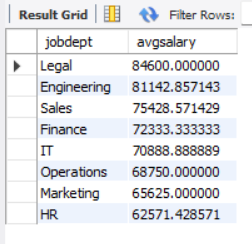 Result Grid Filter Rows:
jobdept avgsalary
Legal 84600.000000
Engineering 81142.857143
Sales 75428.571429
Finance 72333.333333
IT 70888.888889
Operations 68750.000000
Marketing 65625.000000
HR 62571.428571